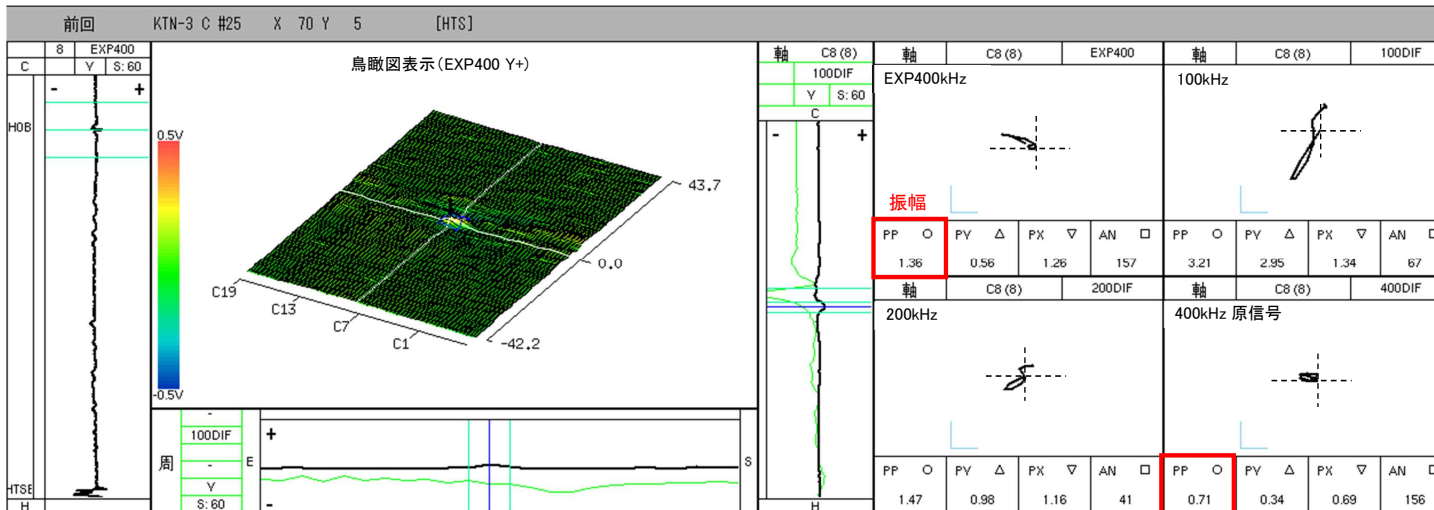 前回 KTN-3 C #25 X 70 Y 5 [HTS]
8 EXP400
C Y S:60
- +
H0B
HTSE
H
鳥瞰図表示(EXP400 Y+)
0.5V
-0.5V
43.7
0.0
-42.2
C19
C13
C7
C1
周
-
100DIF
-
Y
S:60
+
E
S
-
軸 C8(8)
100DIF
Y S:60
C
- +
H
軸 C8(8) EXP400
EXP400kHz
振幅
PP ○ PY △ PX ▽ AN □
1.36 0.56 1.26 157
軸 C8(8) 100DIF
100kHz
PP ○ PY △ PX ▽ AN □
3.21 2.95 1.34 67
軸 C8(8) 200DIF
200kHz
PP ○ PY △ PX ▽ AN □
1.47 0.98 1.16 41
軸 C8(8) 400DIF
400kHz 原信号
PP ○ PY △ PX ▽ AN □
0.71 0.34 0.69 156